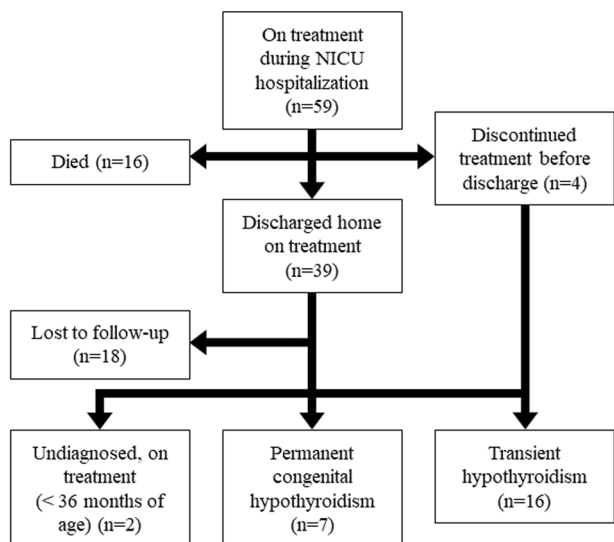 On treatment
during NICU
hospitalization
(n=59)
Died (n=16)
Discontinued
treatment before
discharge (n=4)
Discharged home
on treatment
(n=39)
Lost to follow-up
(n=18)
Undiagnosed, on
treatment
(< 36 months of
age) (n=2)
Permanent
congenital
hypothyroidism
(n=7)
Transient
hypothyroidism
(n=16)